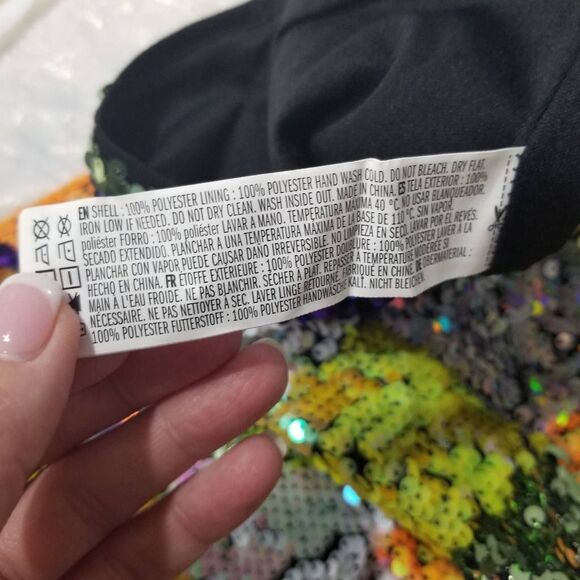 EN SHELL : 100% POLYESTER LINING : 100% POLYESTER HAND WASH COLD. DO NOT BLEACH. DRY FLAT.
IRON LOW IF NEEDED. DO NOT DRY CLEAN. WASH INSIDE OUT. MADE IN CHINA. ES TELA EXTERIOR : 100%
poliéster FORRO : 100% poliéster LAVAR A MANO. TEMPERATURA MÁXIMA 40 °C. NO USAR BLANQUEADOR.
SECADO EXTENDIDO. PLANCHAR A UNA TEMPERATURA MÁXIMA DE LA BASE DE 110 °C SIN VAPOR.
PLANCHAR CON VAPOR PUEDE CAUSAR DAÑO IRREVERSIBLE. NO LIMPIEZA EN SECO. LAVAR POR EL REVÉS.
HECHO EN CHINA. FR ÉTOFFE EXTÉRIEURE : 100% POLYESTER DOUBLURE : 100% POLYESTER LAVER À LA
MAIN À L'EAU FROIDE. NE PAS BLANCHIR. SÉCHER À PLAT. REPASSER À TEMPÉRATURE MODÉRÉE SI
NÉCESSAIRE. NE PAS NETTOYER À SEC. LAVER LINGE RETOURNÉ. FABRIQUÉ EN CHINE. DE OBERMATERIAL :
100% POLYESTER FUTTERSTOFF : 100% POLYESTER HANDWÄSCHE KALT. NICHT BLEICHEN.